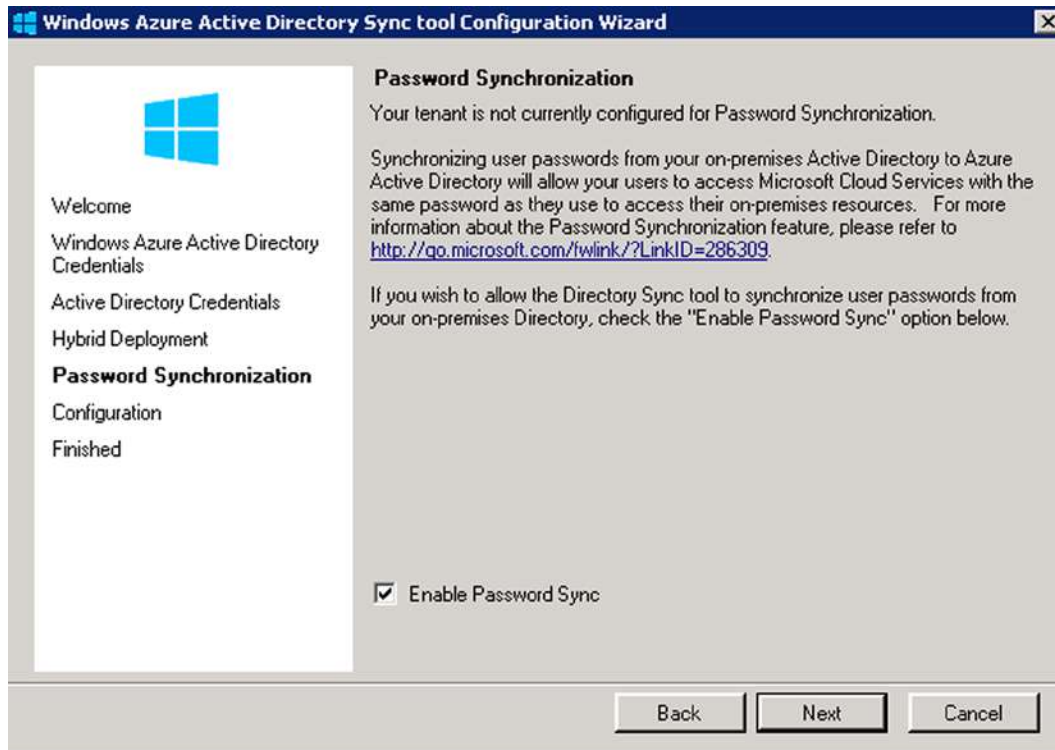 Windows Azure Active Directory Sync tool Configuration Wizard
Welcome
Windows Azure Active Directory
Credentials
Active Directory Credentials
Hybrid Deployment
Password Synchronization
Configuration
Finished
Password Synchronization
Your tenant is not currently configured for Password Synchronization.
Synchronizing user passwords from your on-premises Active Directory to Azure
Active Directory will allow your users to access Microsoft Cloud Services with the
same password as they use to access their on-premises resources.   For more
information about the Password Synchronization feature, please refer to
http://go.microsoft.com/fwlink/?LinkID=286309.
If you wish to allow the Directory Sync tool to synchronize user passwords from
your on-premises Directory, check the "Enable Password Sync" option below.
Enable Password Sync
Back Next Cancel